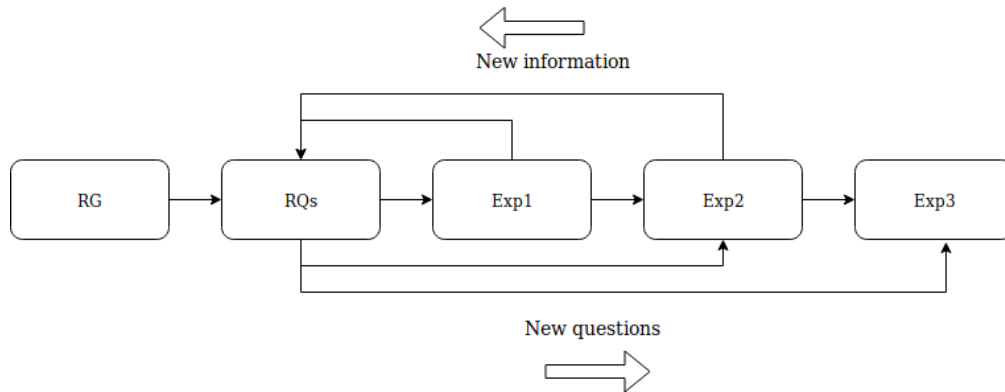 New information
RG
RQs
Exp1
Exp2
Exp3
New questions